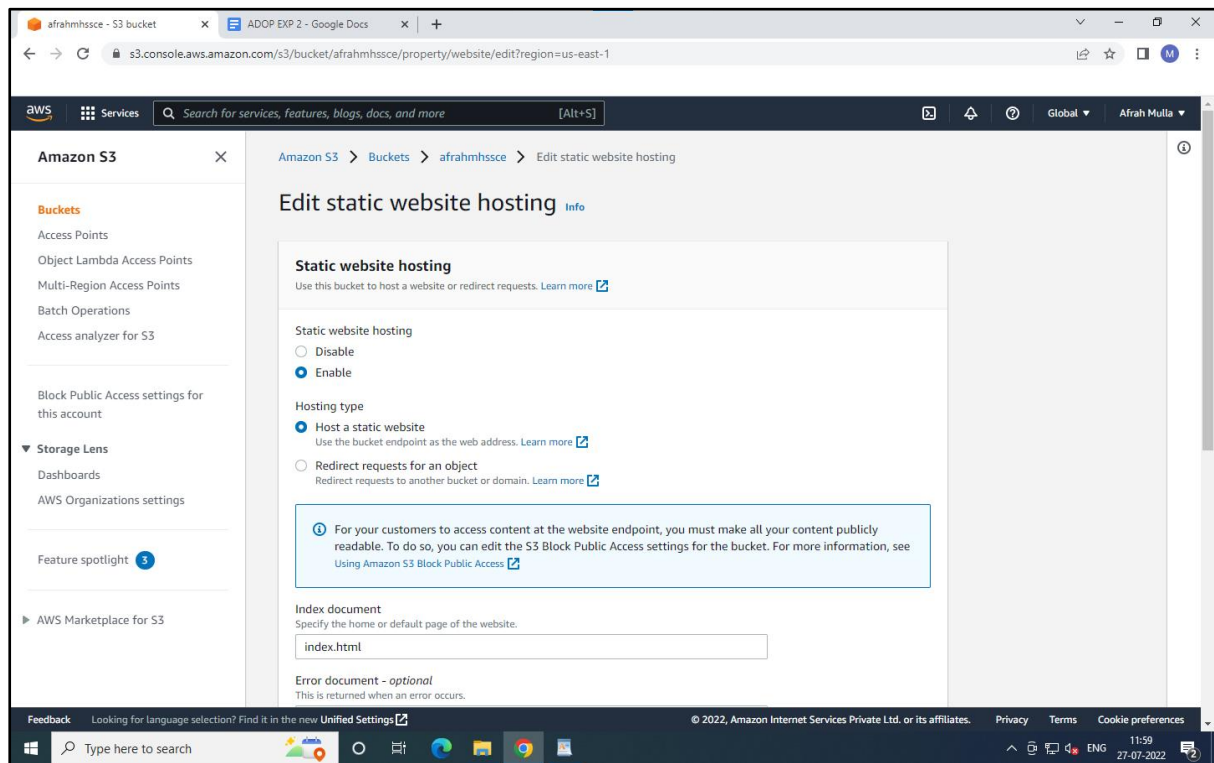 afrahmhssce - S3 bucket
ADOP EXP 2 - Google Docs
s3.console.aws.amazon.com/s3/bucket/afrahmhssce/property/website/edit?region=us-east-1
M
aws Services Search for services, features, blogs, docs, and more [Alt+S] Global Afrah Mulla
Amazon S3
Buckets
Access Points
Object Lambda Access Points
Multi-Region Access Points
Batch Operations
Access analyzer for S3
Block Public Access settings for
this account
Storage Lens
Dashboards
AWS Organizations settings
Feature spotlight 3
AWS Marketplace for S3
Amazon S3 > Buckets > afrahmhssce > Edit static website hosting
Edit static website hosting Info
Static website hosting
Use this bucket to host a website or redirect requests. Learn more
Static website hosting
Disable
Enable
Hosting type
Host a static website
Use the bucket endpoint as the web address. Learn more
Redirect requests for an object
Redirect requests to another bucket or domain. Learn more
For your customers to access content at the website endpoint, you must make all your content publicly
readable. To do so, you can edit the S3 Block Public Access settings for the bucket. For more information, see
Using Amazon S3 Block Public Access
Index document
Specify the home or default page of the website.
index.html
Error document - optional
This is returned when an error occurs.
Feedback Looking for language selection? Find it in the new Unified Settings © 2022, Amazon Internet Services Private Ltd. or its affiliates. Privacy Terms Cookie preferences
Type here to search
ENG
11:59
27-07-2022
2